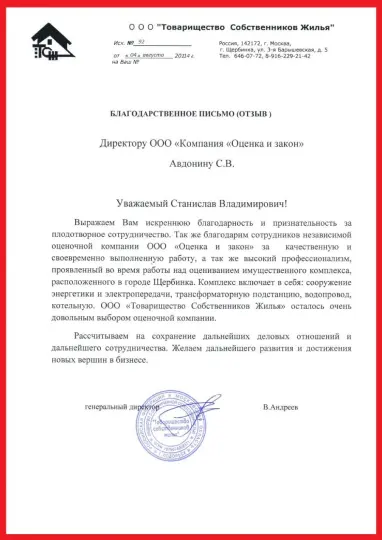 ООО "Товарищество Собственников Жилья"
ТСЖ
Исх. №
Россия, 142172, г. Москва,
г. Щербинка, ул. 3-я Барышевская, д. 5
от «04» августа 2014 г.
Тел. 646-07-72, 8-916-229-21-42
на Ваш №
БЛАГОДАРСТВЕННОЕ ПИСЬМО (ОТЗЫВ )
Директору ООО «Компания «Оценка и закон»
Авдонину С.В.
Уважаемый Станислав Владимирович!
Выражаем Вам искреннюю благодарность и признательность за
плодотворное сотрудничество. Так же благодарим сотрудников независимой
оценочной компании ООО «Оценка и закон» за качественную и
своевременно выполненную работу, а так же высокий профессионализм,
проявленный во время работы над оцениванием имущественного комплекса,
расположенного в городе Щербинка. Комплекс включает в себя: сооружение
энергетики и электропередачи, трансформаторную подстанцию, водопровод,
котельную. ООО «Товарищество Собственников Жилья» осталось очень
довольным выбором оценочной компании.
Рассчитываем на сохранение дальнейших деловых отношений и
дальнейшего сотрудничества. Желаем дальнейшего развития и достижения
новых вершин в бизнесе.
генеральный директор
В.Андреев
"Товарищество
собственников
жилья"